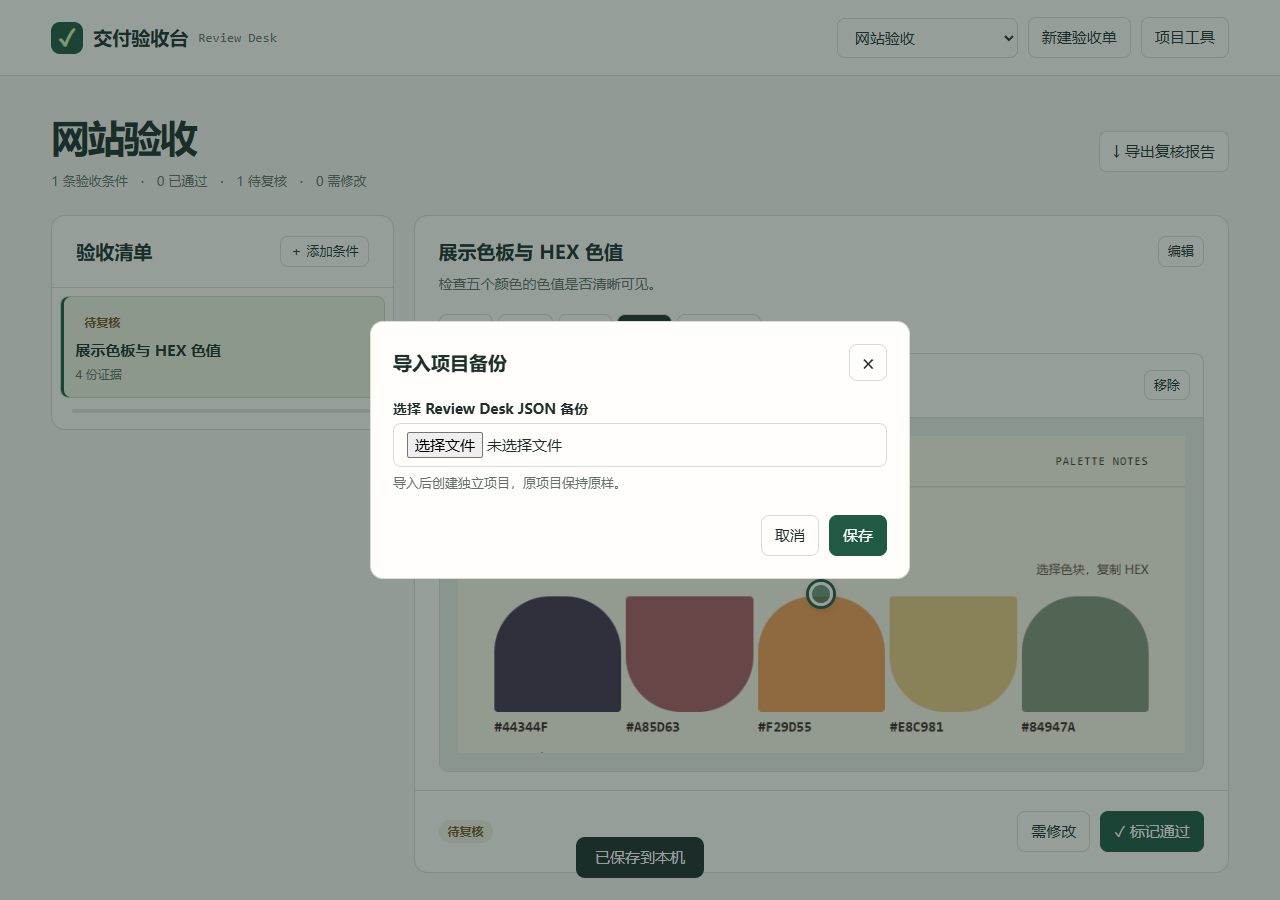 交付验收台 Review Desk
网站验收
新建验收单
项目工具
网站验收
1 条验收条件 · 0 已通过 · 1 待复核 · 0 需修改
↓ 导出复核报告
验收清单
+ 添加条件
待复核
展示色板与 HEX 色值
4 份证据
展示色板与 HEX 色值
编辑
检查五个颜色的色值是否清晰可见。
导入项目备份
×
选择 Review Desk JSON 备份
选择文件 未选择文件
导入后创建独立项目，原项目保持原样。
取消
保存
移除
PALETTE NOTES
选择色块，复制 HEX
#44344F
#A85D63
#F29D55
#E8C981
#84947A
待复核
需修改
✓ 标记通过
已保存到本机